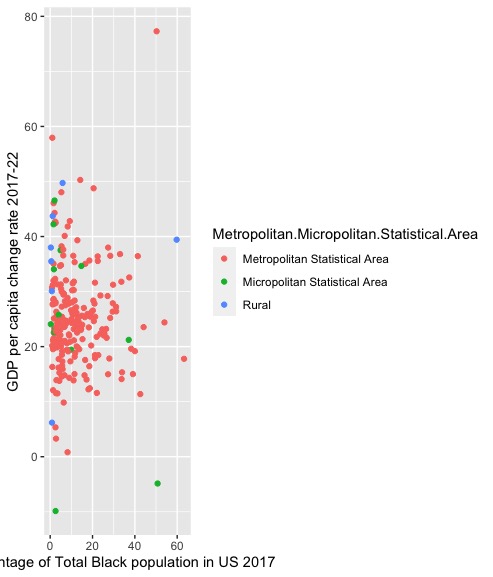 80
60
40
20
0
GDP per capita change rate 2017-22
0 20 40 60
of Total Black population in US 2017
Metropolitan.Micropolitan.Statistical.Area
Metropolitan Statistical Area
Micropolitan Statistical Area
Rural